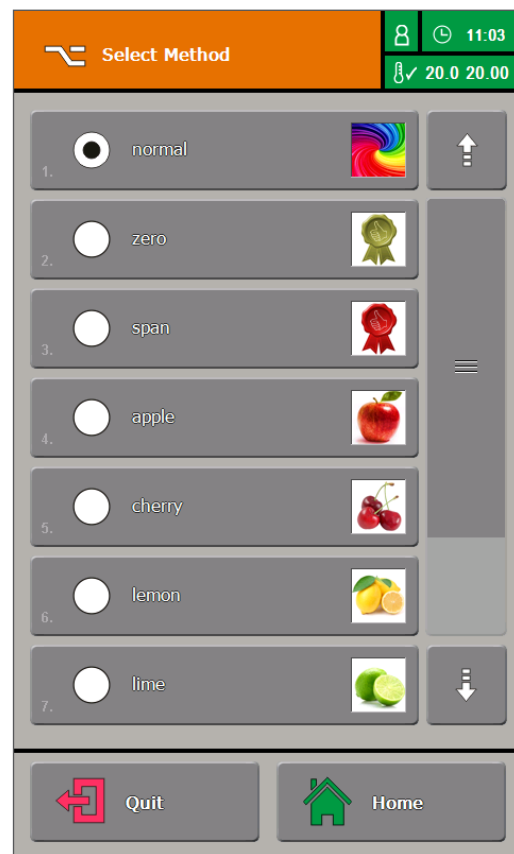 Select Method
11:03
20.0 20.00
1. normal
2. zero
3. span
4. apple
5. cherry
6. lemon
7. lime
Quit
Home